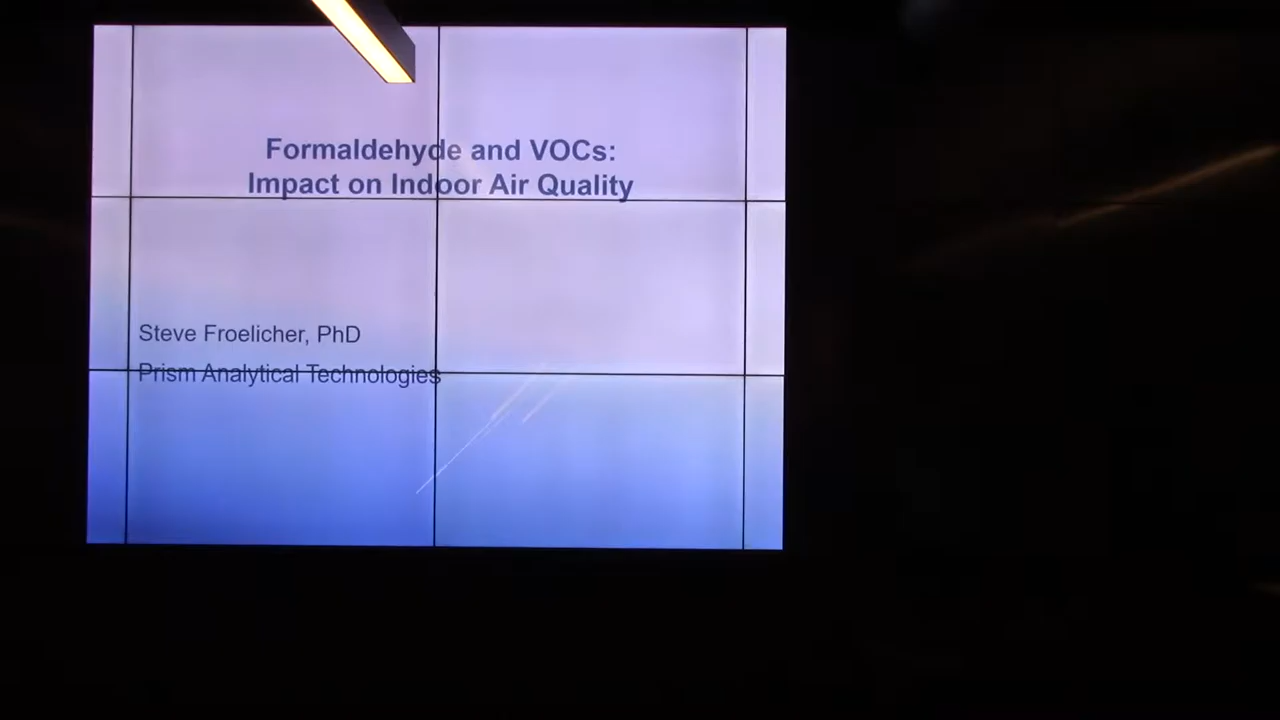 Formaldehyde and VOCs:
Impact on Indoor Air Quality
Steve Froelicher, PhD
Prism Analytical Technologies